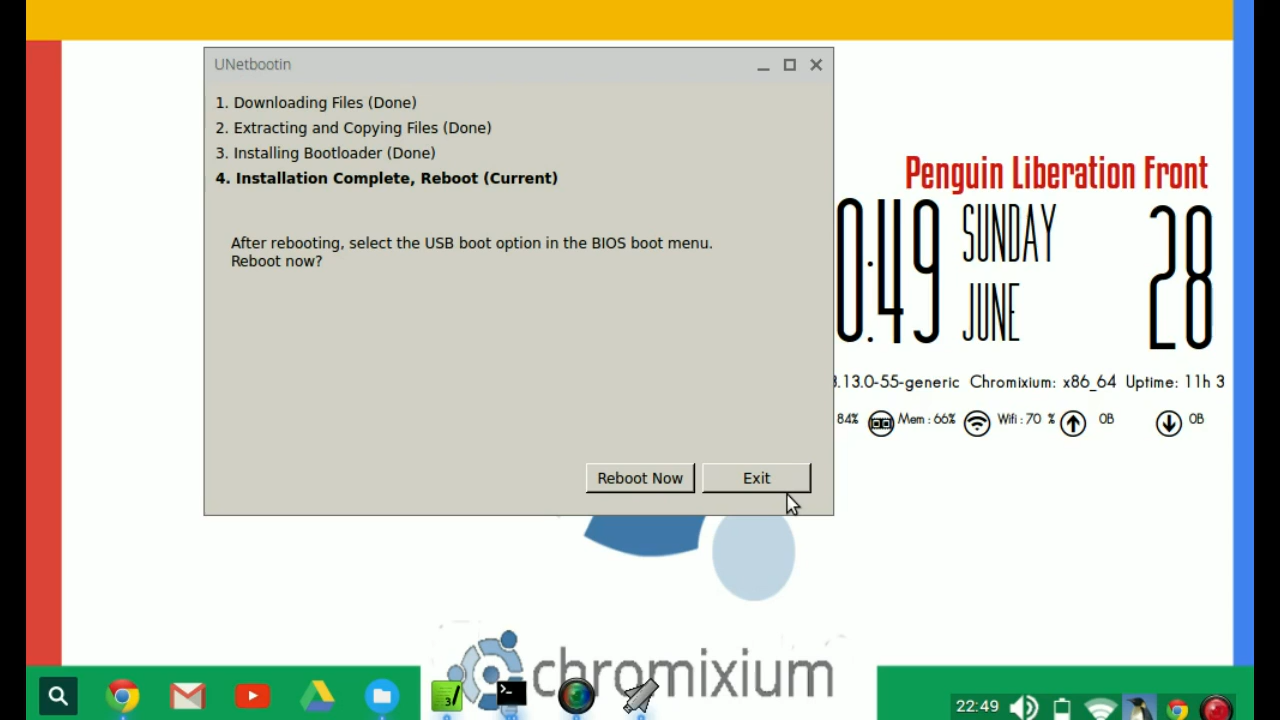 UNetbootin
1. Downloading Files (Done)
2. Extracting and Copying Files (Done)
3. Installing Bootloader (Done)
4. Installation Complete, Reboot (Current)
After rebooting, select the USB boot option in the BIOS boot menu.
Reboot now?
Reboot Now
Exit
Penguin Liberation Front
0:49
SUNDAY
JUNE
28
.13.0-55-generic Chromixium: x86_64 Uptime: 11h 3
84% Mem : 66% Wifi : 70 % 0B 0B
chromixium
22:49